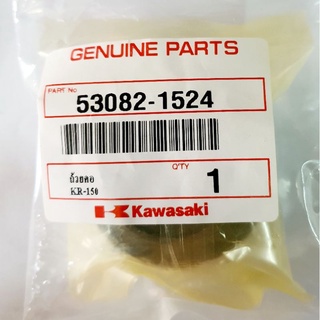 GENUINE PARTS
PART NO
53082-1524
ถ้วยคอ
KR-150
Q'TY
1
Kawasaki